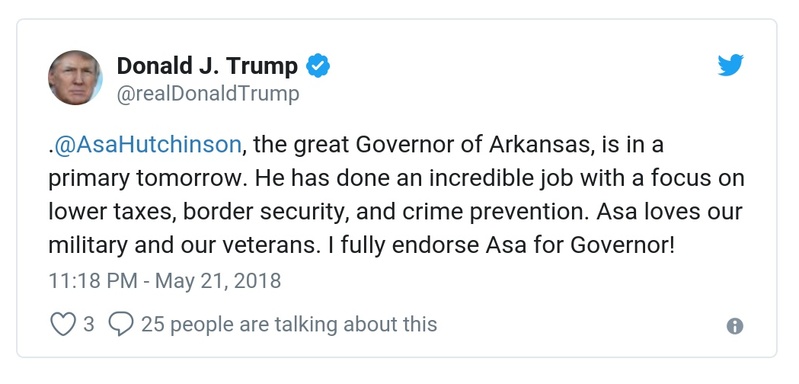 Donald J. Trump
@realDonaldTrump
.@AsaHutchinson, the great Governor of Arkansas, is in a
primary tomorrow. He has done an incredible job with a focus on
lower taxes, border security, and crime prevention. Asa loves our
military and our veterans. I fully endorse Asa for Governor!
11:18 PM - May 21, 2018
3 25 people are talking about this